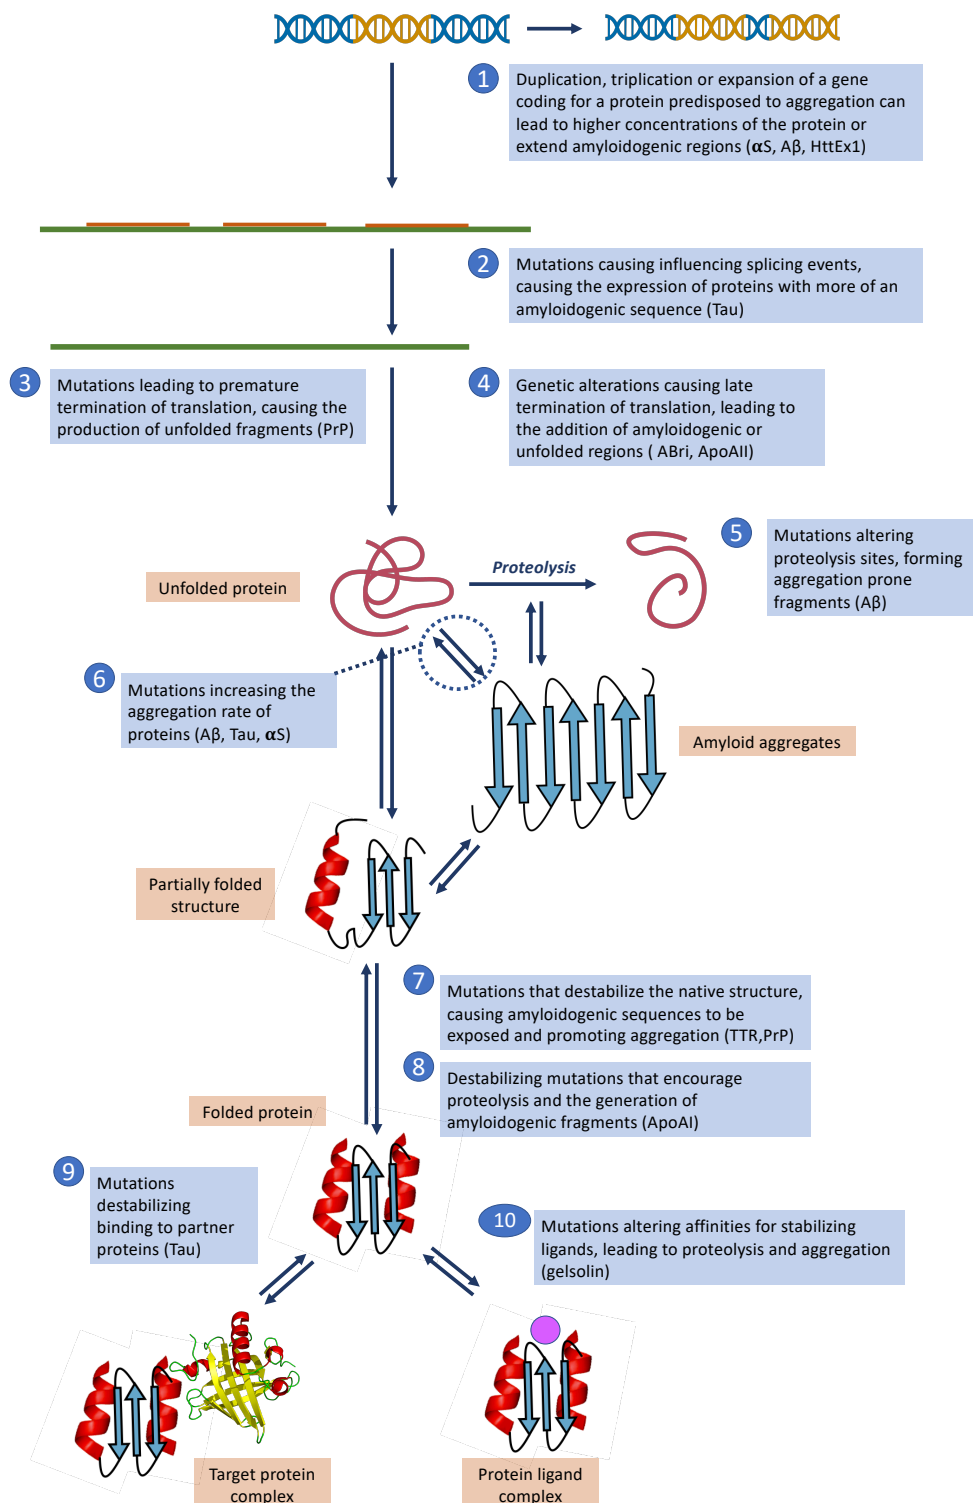 1
Duplication, triplication or expansion of a gene
coding for a protein predisposed to aggregation can
lead to higher concentrations of the protein or
extend amyloidogenic regions (αS, Aβ, HttEx1)
2
Mutations causing influencing splicing events,
causing the expression of proteins with more of an
amyloidogenic sequence (Tau)
3
Mutations leading to premature
termination of translation, causing the
production of unfolded fragments (PrP)
4
Genetic alterations causing late
termination of translation, leading to
the addition of amyloidogenic or
unfolded regions ( ABri, ApoAII)
5
Mutations altering
proteolysis sites, forming
aggregation prone
fragments (Aβ)
Unfolded protein
Proteolysis
6
Mutations increasing the
aggregation rate of
proteins (Aβ, Tau, αS)
Amyloid aggregates
Partially folded
structure
7
Mutations that destabilize the native structure,
causing amyloidogenic sequences to be
exposed and promoting aggregation (TTR,PrP)
8
Destabilizing mutations that encourage
proteolysis and the generation of
amyloidogenic fragments (ApoAI)
Folded protein
9
Mutations
destabilizing
binding to partner
proteins (Tau)
10
Mutations altering affinities for stabilizing
ligands, leading to proteolysis and aggregation
(gelsolin)
Target protein
complex
Protein ligand
complex